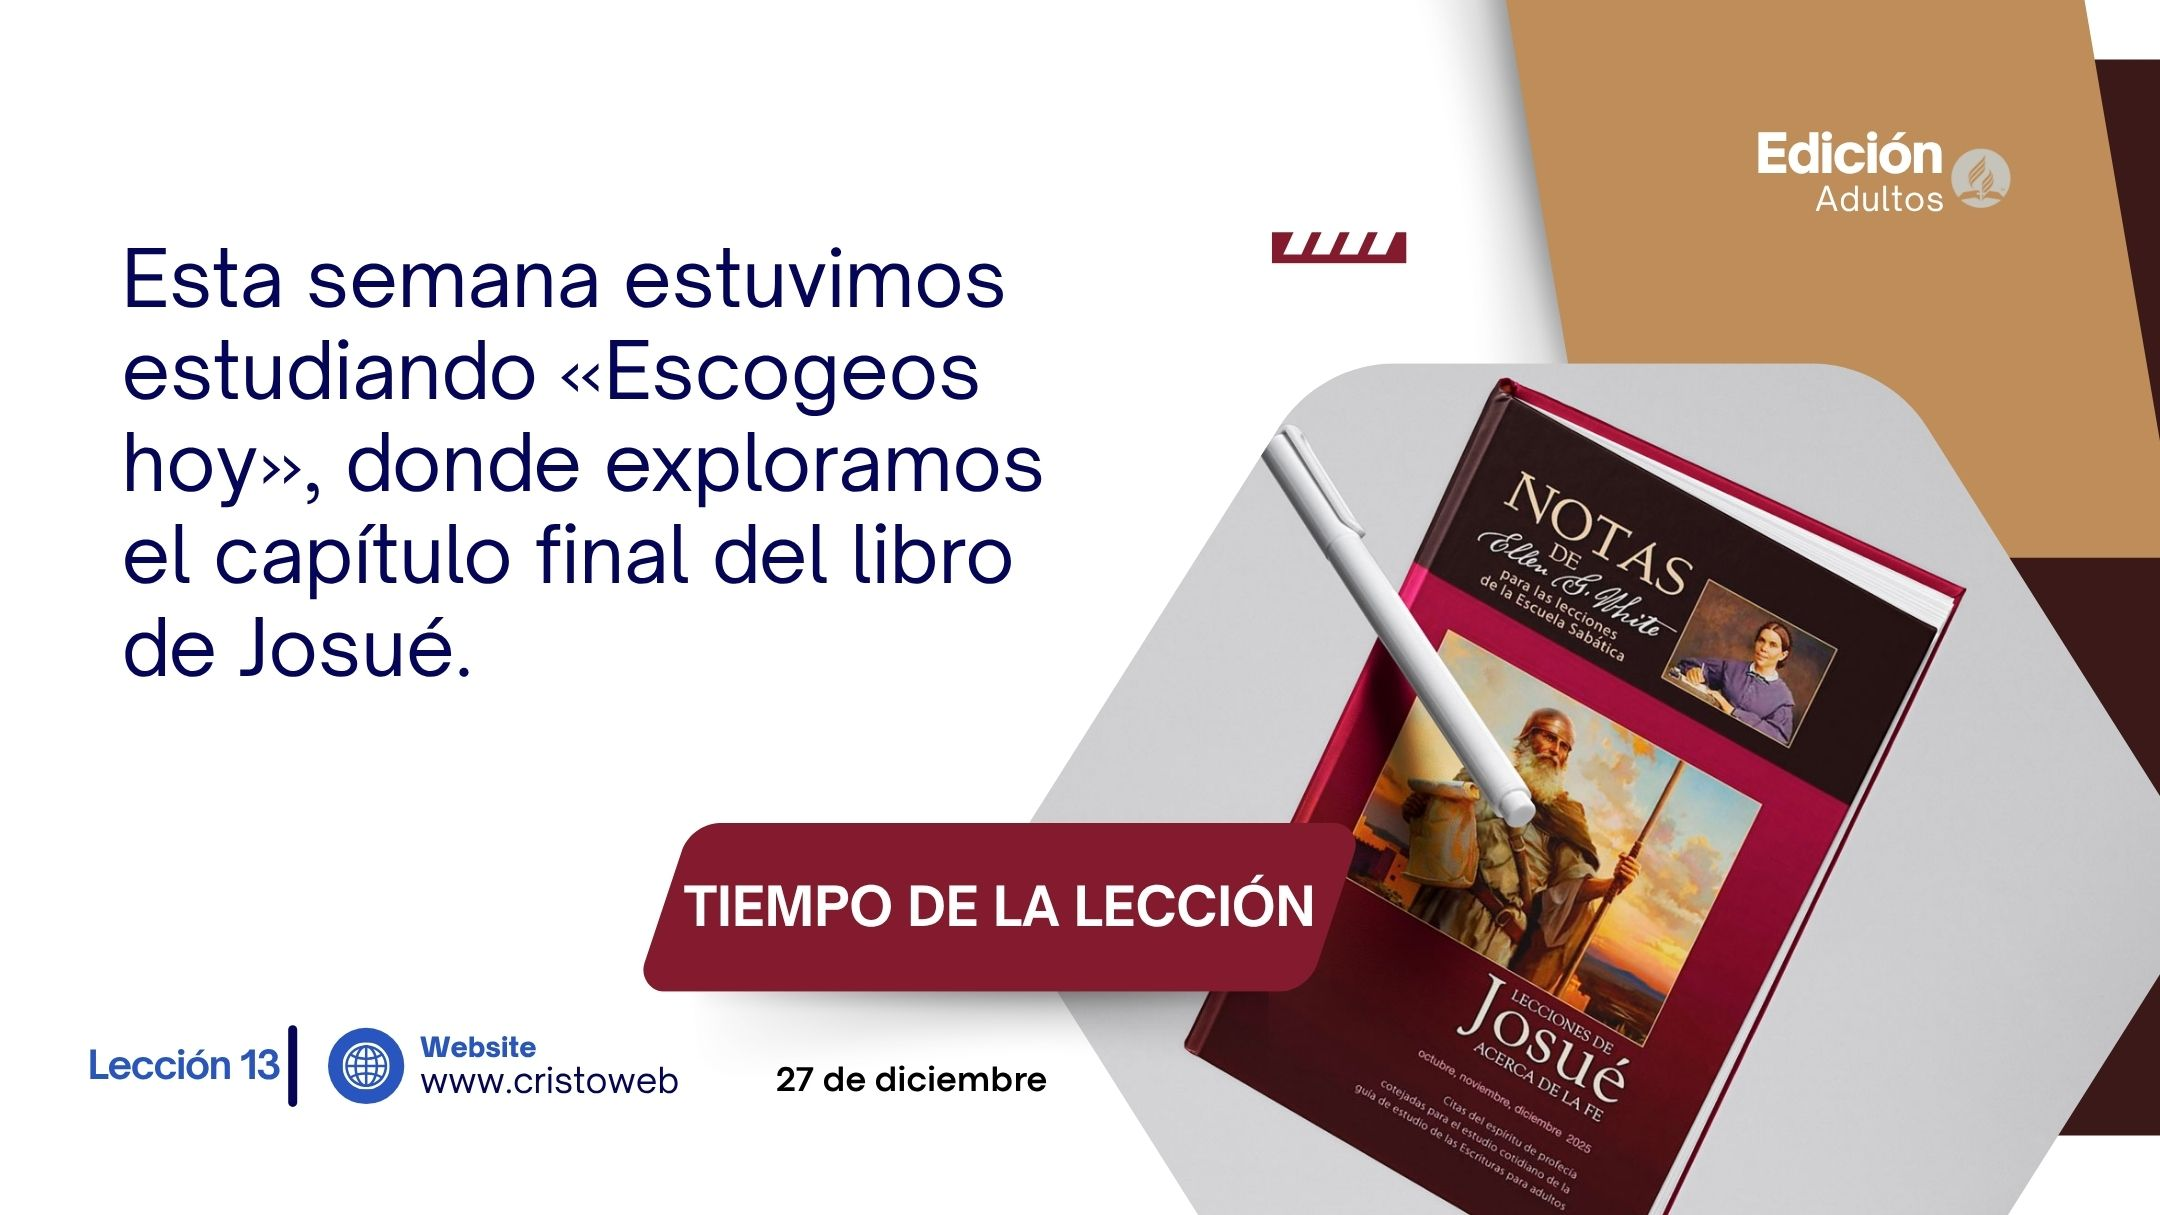 Edición
Adultos
Esta semana estuvimos
estudiando «Escogeos
hoy», donde exploramos
el capítulo final del libro
de Josué.
NOTAS
DE
Ellen G. White
para las lecciones
de la Escuela Sabática
TIEMPO DE LA LECCIÓN
LECCIONES DE
Josué
ACERCA DE LA FE
octubre, noviembre, diciembre 2025
Citas del espíritu de profecía
cotejadas para el estudio cotidiano de la
guía de estudio de las Escrituras para adultos
Lección 13
Website
www.cristoweb
27 de diciembre